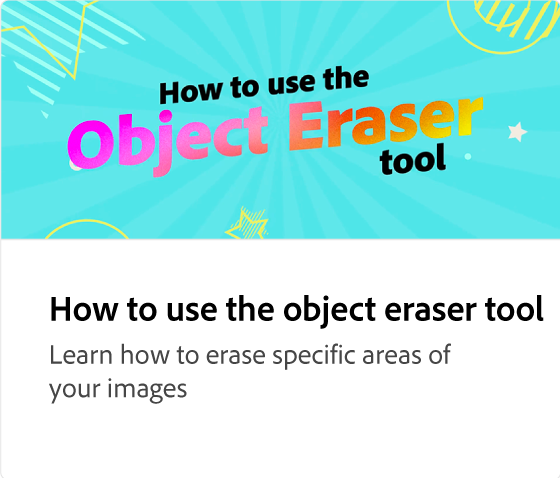 How to use the
Object Eraser
tool
How to use the object eraser tool
Learn how to erase specific areas of
your images